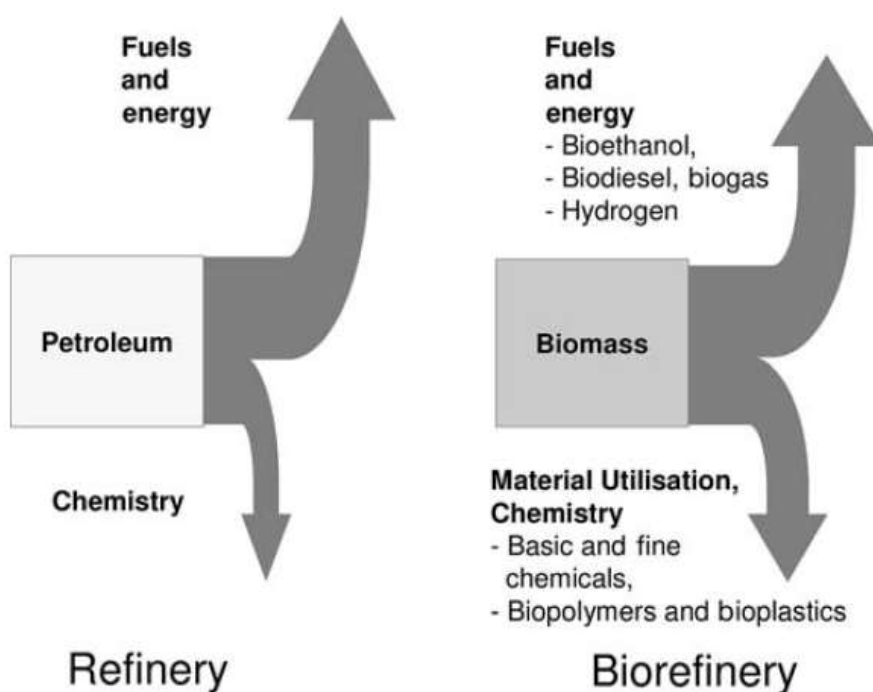 Fuels
and
energy
Petroleum
Chemistry
Refinery
Fuels
and
energy
- Bioethanol,
- Biodiesel, biogas
- Hydrogen
Biomass
Material Utilisation,
Chemistry
- Basic and fine
chemicals,
- Biopolymers and bioplastics
Biorefinery